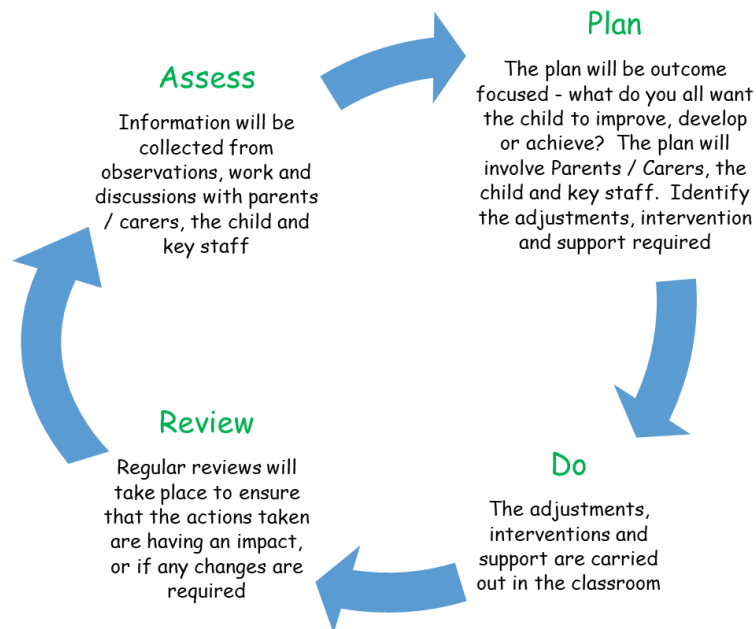 Assess
Information will be
collected from
observations, work and
discussions with parents
/ carers, the child and
key staff
Plan
The plan will be outcome
focused - what do you all want
the child to improve, develop
or achieve?  The plan will
involve Parents / Carers, the
child and key staff.  Identify
the adjustments, intervention
and support required
Do
The adjustments,
interventions and
support are carried
out in the classroom
Review
Regular reviews will
take place to ensure
that the actions taken
are having an impact,
or if any changes are
required